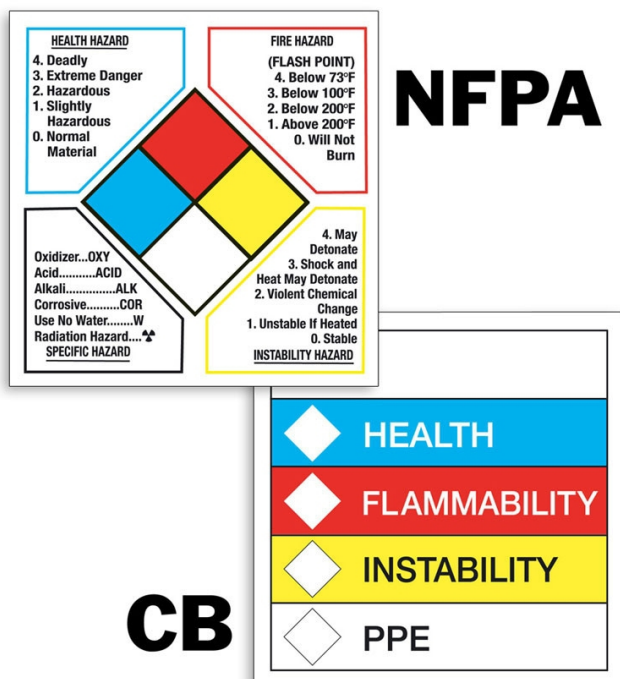 HEALTH HAZARD
4. Deadly
3. Extreme Danger
2. Hazardous
1. Slightly
Hazardous
0. Normal
Material
FIRE HAZARD
(FLASH POINT)
4. Below 73°F
3. Below 100°F
2. Below 200°F
1. Above 200°F
0. Will Not
Burn
NFPA
Oxidizer...OXY
Acid...........ACID
Alkali...............ALK
Corrosive..........COR
Use No Water........W
Radiation Hazard....☢
SPECIFIC HAZARD
4. May
Detonate
3. Shock and
Heat May Detonate
2. Violent Chemical
Change
1. Unstable If Heated
0. Stable
INSTABILITY HAZARD
HEALTH
FLAMMABILITY
INSTABILITY
PPE
CB